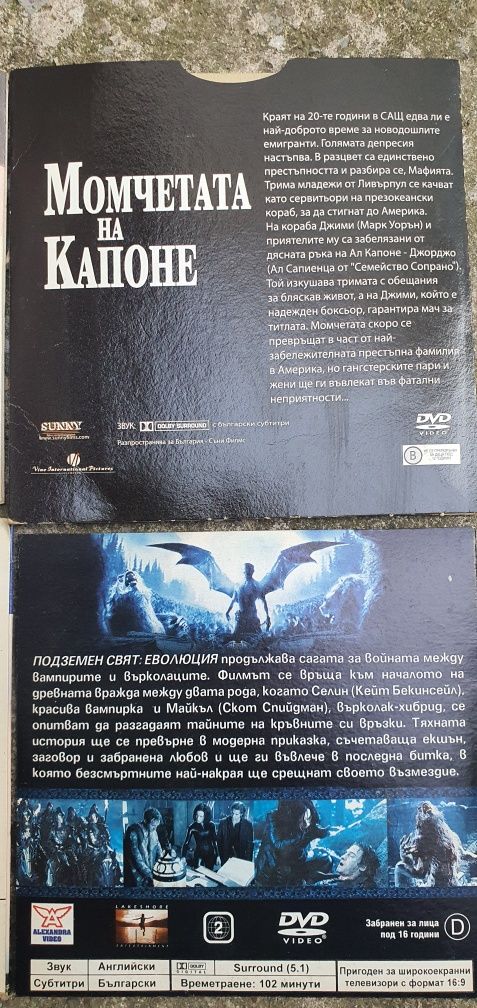 МОМЧЕТАТА
НА
КАПОНЕ
Краят на 20-те години в САЩ едва ли е
най-доброто време за новодошлите
емигранти. Голямата депресия
настъпва. В разцвет са единствено
престъпността и разбира се, Мафията.
Трима младежи от Ливърпул се качват
като сервитьори на презокеански
кораб, за да стигнат до Америка.
На кораба Джими (Марк Уорън) и
приятелите му са забелязани от
дясната ръка на Ал Капоне - Джорджо
(Ал Сапиенца от "Семейство Сопрано").
Той изкушава тримата с обещания
за бляскав живот, а на Джими, който е
надежден боксьор, гарантира мач за
титлата. Момчетата скоро се
превръщат в част от най-
забележителната престъпна фамилия
в Америка, но гангстерските пари и
жени ще ги въвлекат във фатални
неприятности...
SUNNY
www.sunnyfilms.com
ЗВУК: DOLBY SURROUND с български субтитри
Разпространява за България - Съни Филмс
DVD
VIDEO
Vine International Pictures
B
ПОДЗЕМЕН СВЯТ: ЕВОЛЮЦИЯ продължава сагата за войната между
вампирите и върколаците. Филмът се връща към началото на
древната вражда между двата рода, когато Селин (Кейт Бекинсейл),
красива вампирка и Майкъл (Скот Спийдман), върколак-хибрид, се
опитват да разгадаят тайните на кръвните си връзки. Тяхната
история ще се превърне в модерна приказка, съчетаваща екшън,
заговор и забранена любов и ще ги въвлече в последна битка, в
която безсмъртните най-накрая ще срещнат своето възмездие.
ALEXANDRA
VIDEO
LAKESHORE
ENTERTAINMENT
2
DVD
VIDEO
Забранен за лица
под 16 години
D
Звук Английски DOLBY DIGITAL Surround (5.1)
Субтитри Български Времетраене: 102 минути
Пригоден за широкоекранни
телевизори с формат 16:9